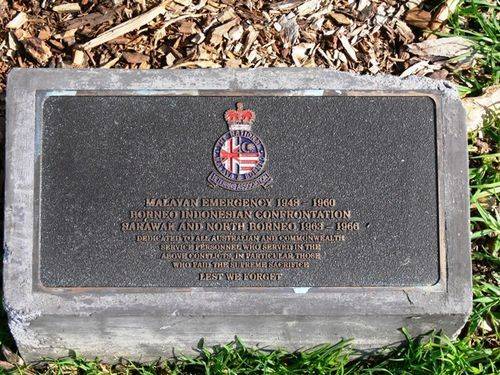 MALAYAN EMERGENCY 1948 - 1960
BORNEO INDONESIAN CONFRONTATION
SARAWAK AND NORTH BORNEO 1963 - 1966
DEDICATED TO ALL AUSTRALIAN AND COMMONWEALTH
SERVICE PERSONNEL WHO SERVED IN THE
ABOVE CONFLICTS, IN PARTICULAR THOSE
WHO PAID THE SUPREME SACRIFICE
LEST WE FORGET